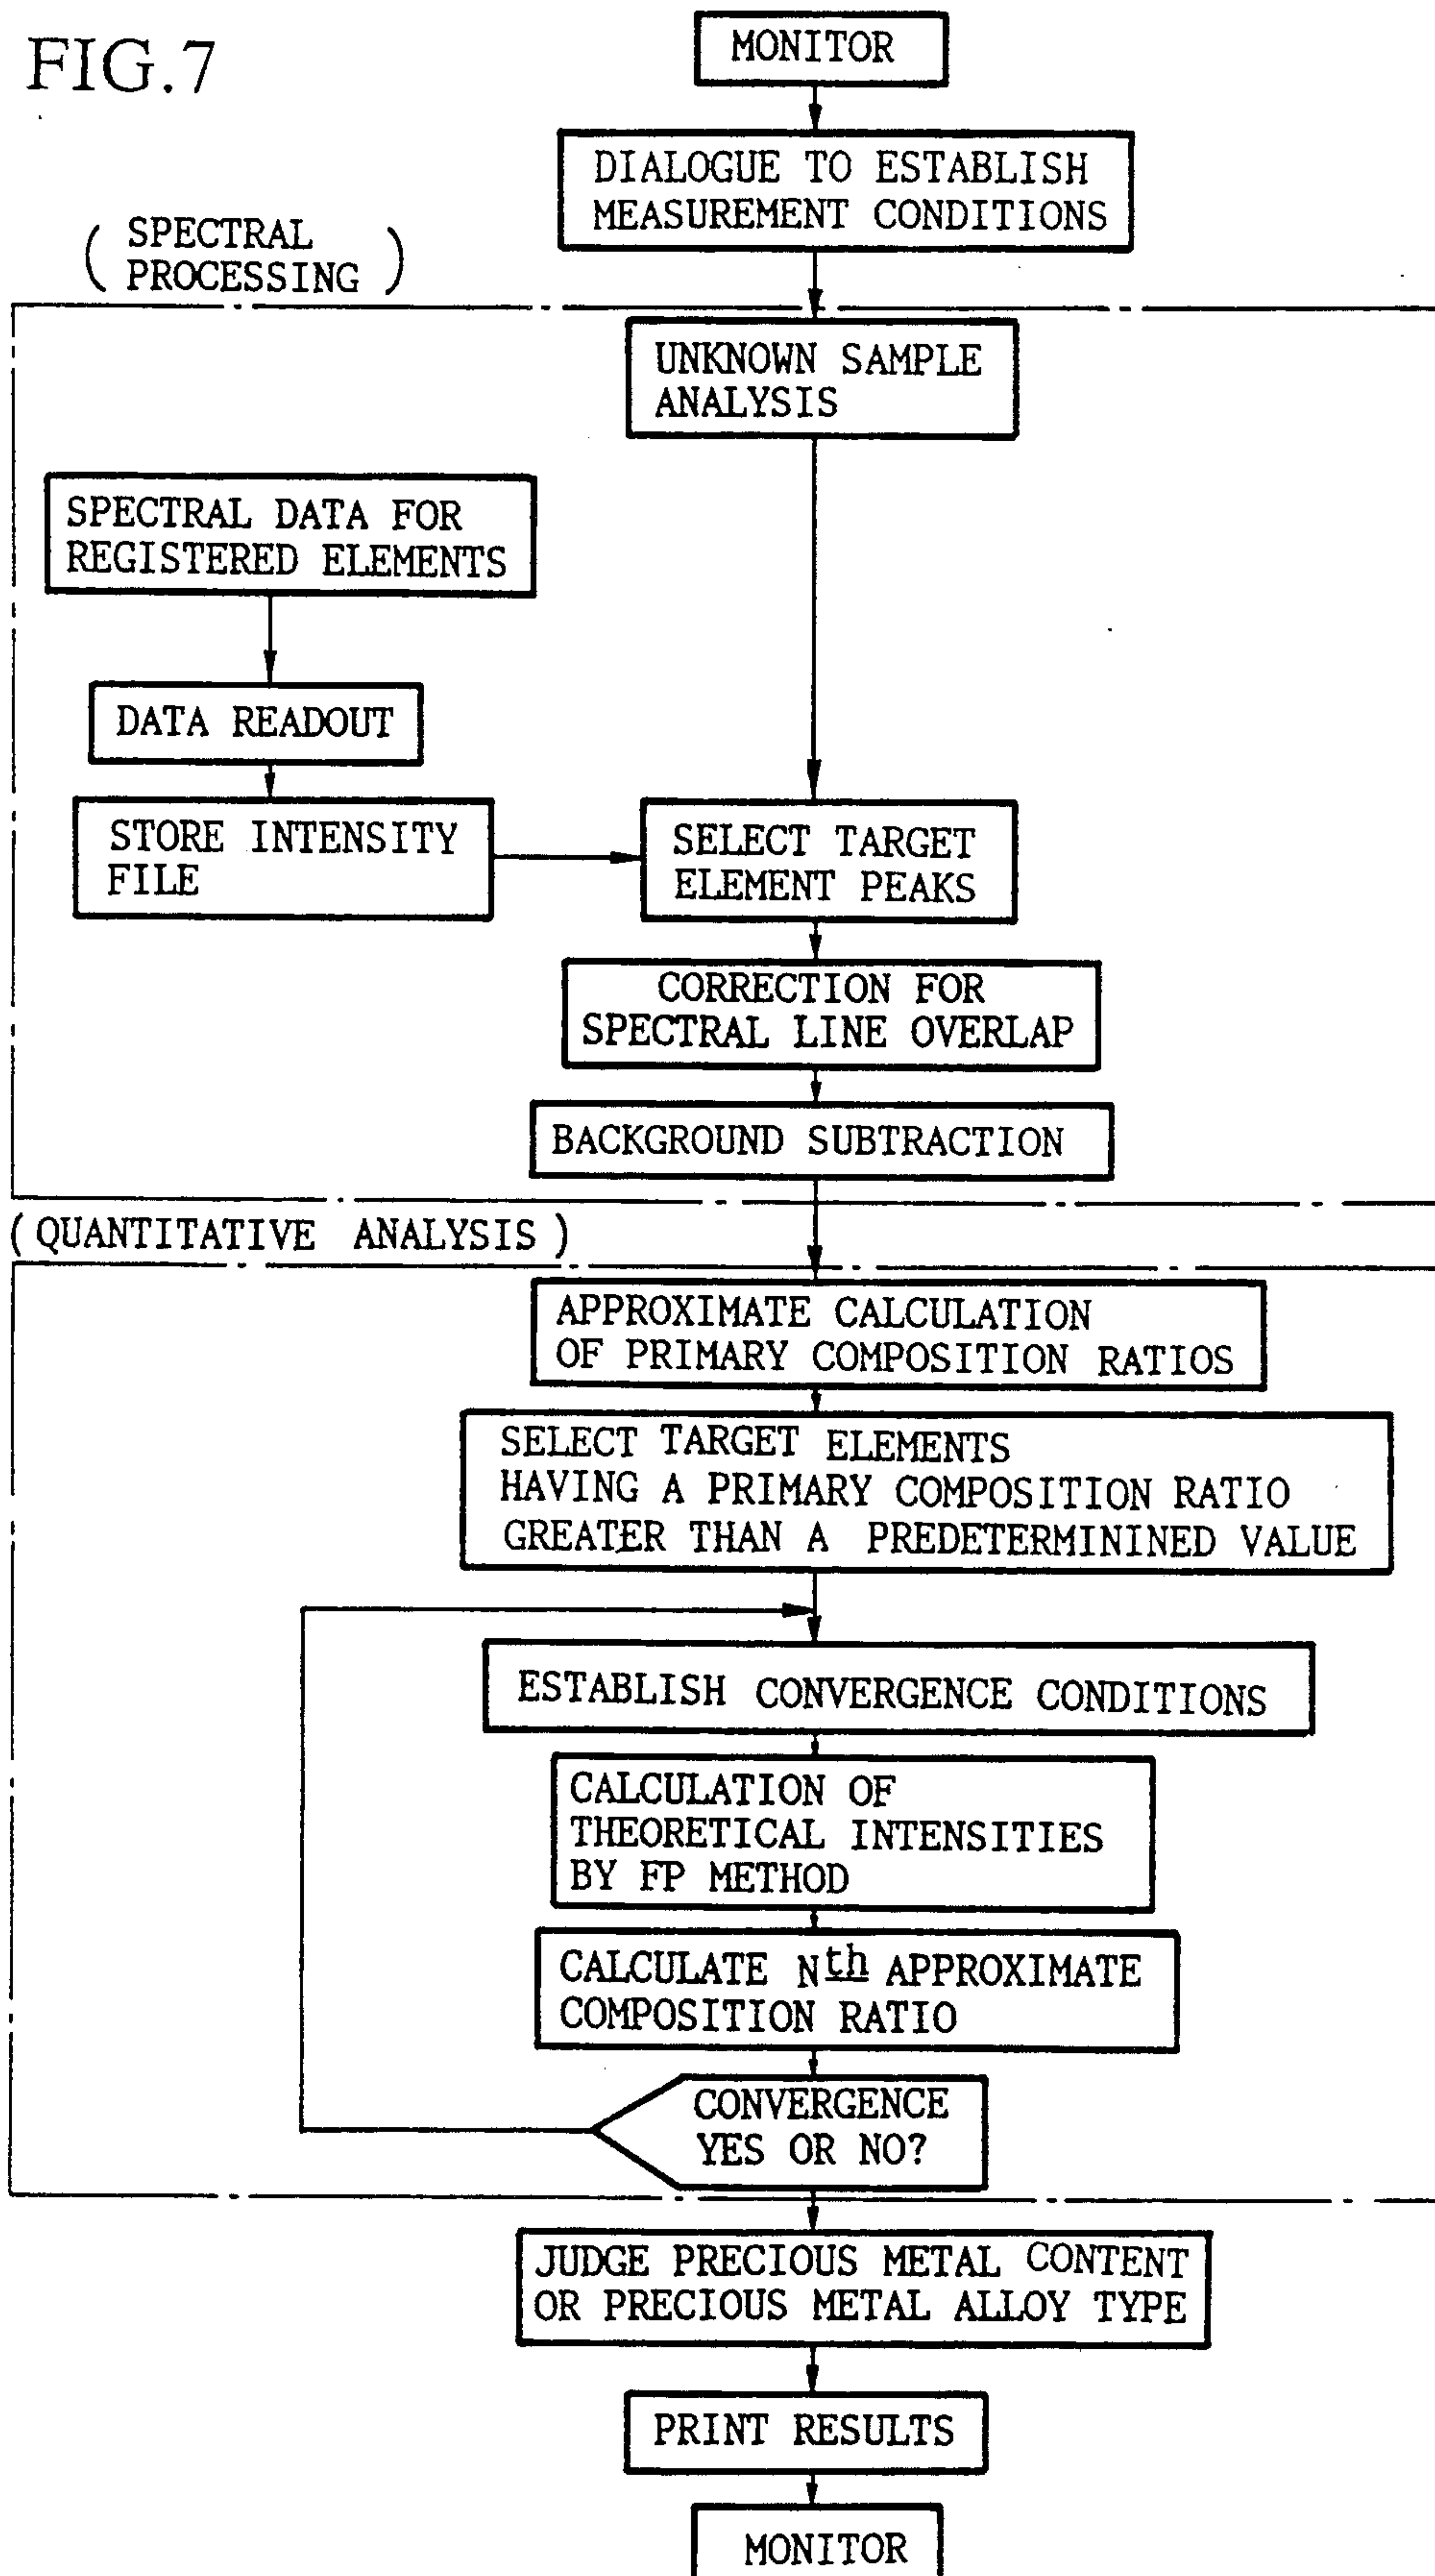 FIG.7
MONITOR
DIALOGUE TO ESTABLISH
MEASUREMENT CONDITIONS
( SPECTRAL
PROCESSING )
UNKNOWN SAMPLE
ANALYSIS
SPECTRAL DATA FOR
REGISTERED ELEMENTS
DATA READOUT
STORE INTENSITY
FILE
SELECT TARGET
ELEMENT PEAKS
CORRECTION FOR
SPECTRAL LINE OVERLAP
BACKGROUND SUBTRACTION
(QUANTITATIVE ANALYSIS)
APPROXIMATE CALCULATION
OF PRIMARY COMPOSITION RATIOS
SELECT TARGET ELEMENTS
HAVING A PRIMARY COMPOSITION RATIO
GREATER THAN A PREDETERMININED VALUE
ESTABLISH CONVERGENCE CONDITIONS
CALCULATION OF
THEORETICAL INTENSITIES
BY FP METHOD
CALCULATE Nth APPROXIMATE
COMPOSITION RATIO
CONVERGENCE
YES OR NO?
JUDGE PRECIOUS METAL CONTENT
OR PRECIOUS METAL ALLOY TYPE
PRINT RESULTS
MONITOR